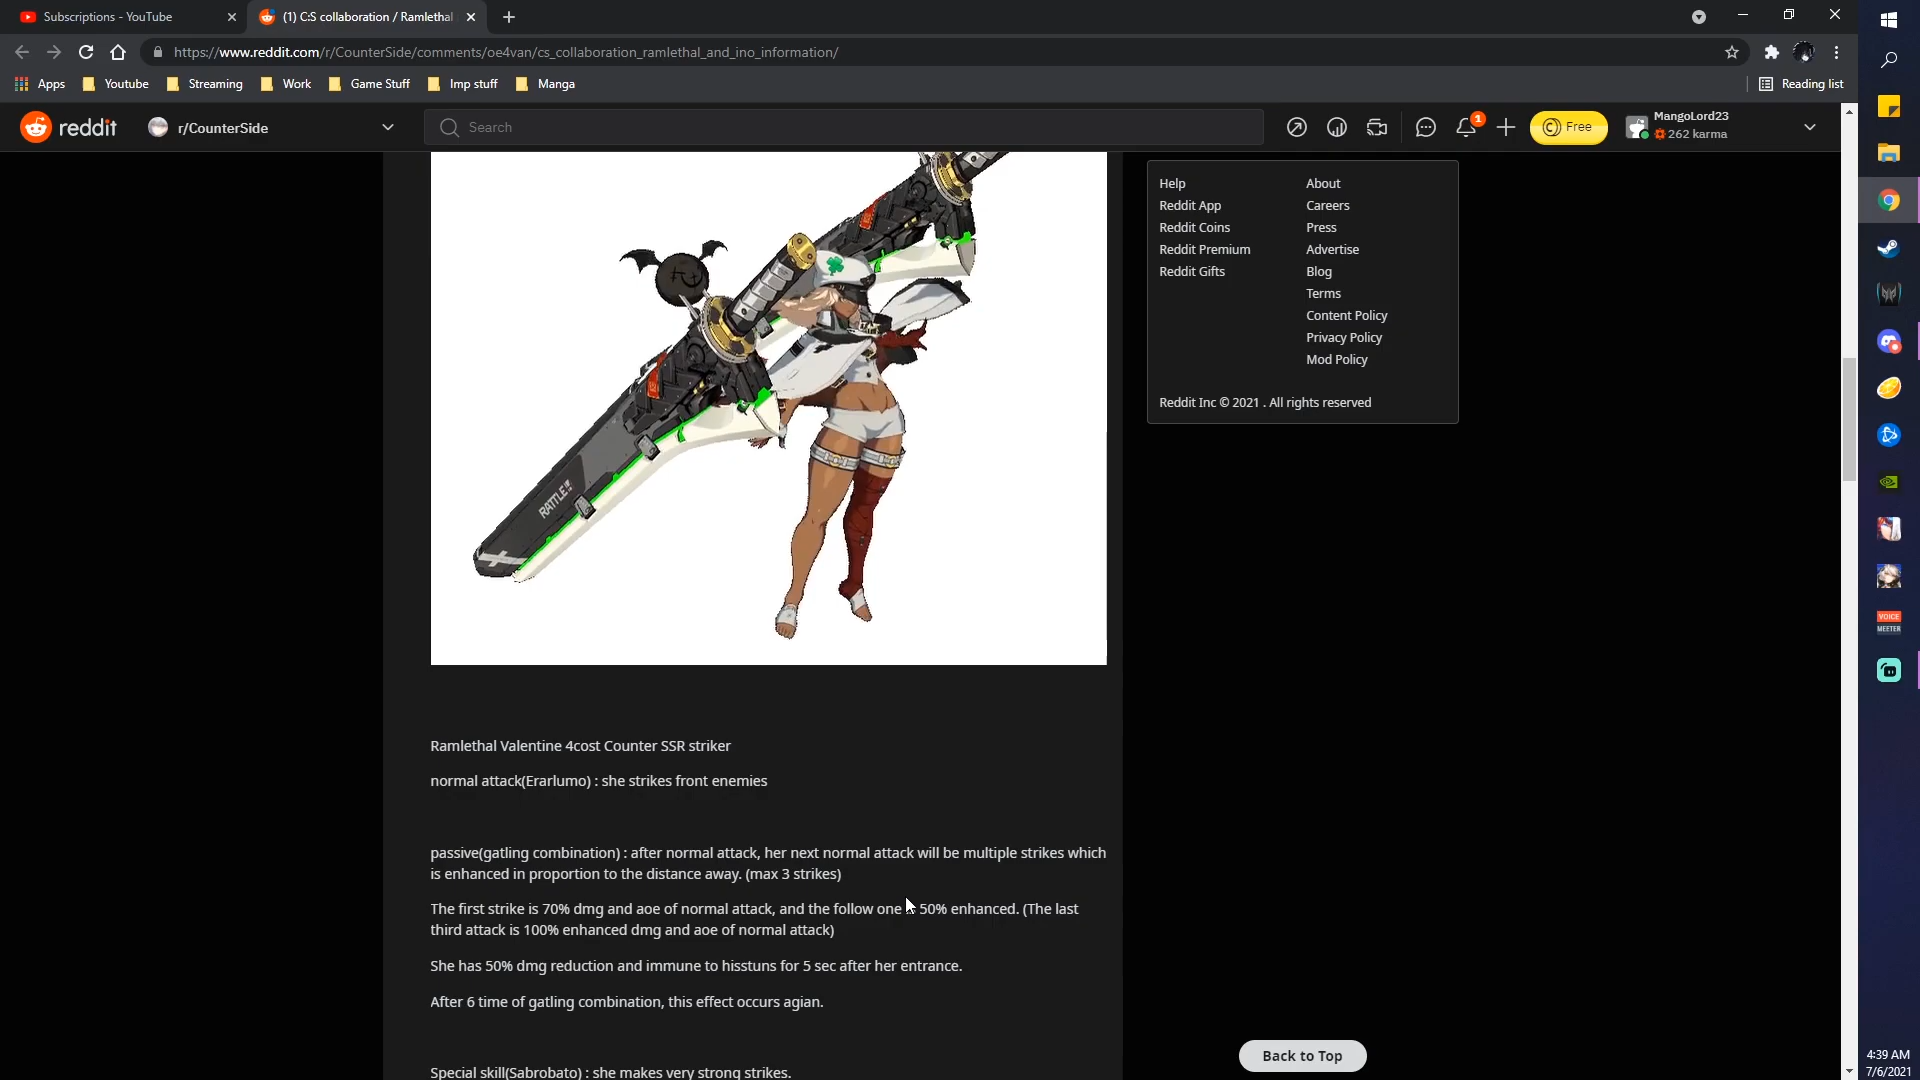 Subscriptions - YouTube
(1) C:S collaboration / Ramlethal
https://www.reddit.com/r/CounterSide/comments/oe4van/cs_collaboration_ramlethal_and_ino_information/
Apps
Youtube
Streaming
Work
Game Stuff
Imp stuff
Manga
Reading list
reddit
r/CounterSide
Search
1
Free
MangoLord23
262 karma
Help
Reddit App
Reddit Coins
Reddit Premium
Reddit Gifts
About
Careers
Press
Advertise
Blog
Terms
Content Policy
Privacy Policy
Mod Policy
Reddit Inc © 2021 . All rights reserved
RATTLE
Ramlethal Valentine 4cost Counter SSR striker
normal attack(Erarlumo) : she strikes front enemies
passive(gatling combination) : after normal attack, her next normal attack will be multiple strikes which
is enhanced in proportion to the distance away. (max 3 strikes)
The first strike is 70% dmg and aoe of normal attack, and the follow one 50% enhanced. (The last
third attack is 100% enhanced dmg and aoe of normal attack)
She has 50% dmg reduction and immune to hisstuns for 5 sec after her entrance.
After 6 time of gatling combination, this effect occurs agian.
Special skill(Sabrobato) : she makes very strong strikes.
Back to Top
VOICE
MEETER
4:39 AM
7/6/2021